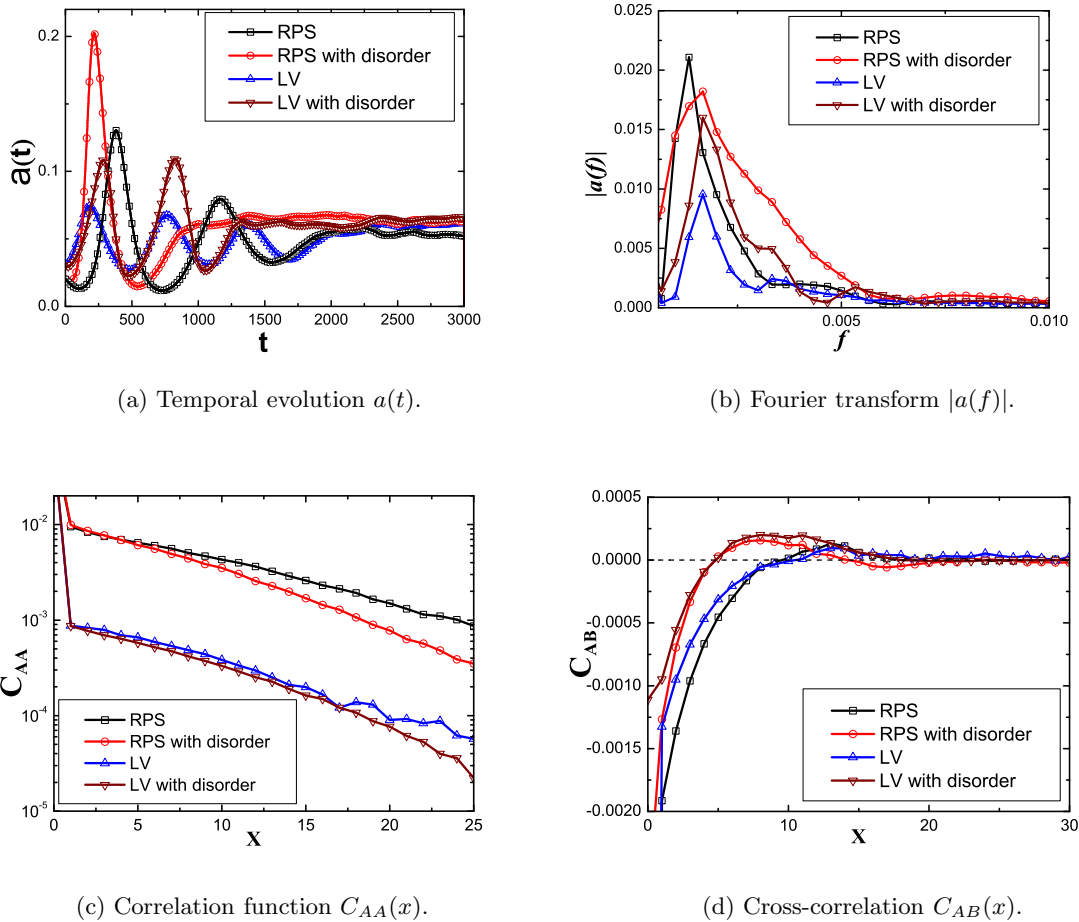 0.2
0.1
0.0
a(t)
0
500
1000
1500
2000
2500
3000
t
RPS
RPS with disorder
LV
LV with disorder
(a) Temporal evolution a(t).
0.025
0.020
0.015
0.010
0.005
0.000
|a(f)|
0.005
0.010
f
RPS
RPS with disorder
LV
LV with disorder
(b) Fourier transform |a(f)|.
10⁻²
10⁻³
10⁻⁴
10⁻⁵
C_AA
0
5
10
15
20
25
x
RPS
RPS with disorder
LV
LV with disorder
(c) Correlation function C_AA(x).
0.0005
0.0000
-0.0005
-0.0010
-0.0015
-0.0020
C_AB
0
10
20
30
x
RPS
RPS with disorder
LV
LV with disorder
(d) Cross-correlation C_AB(x).